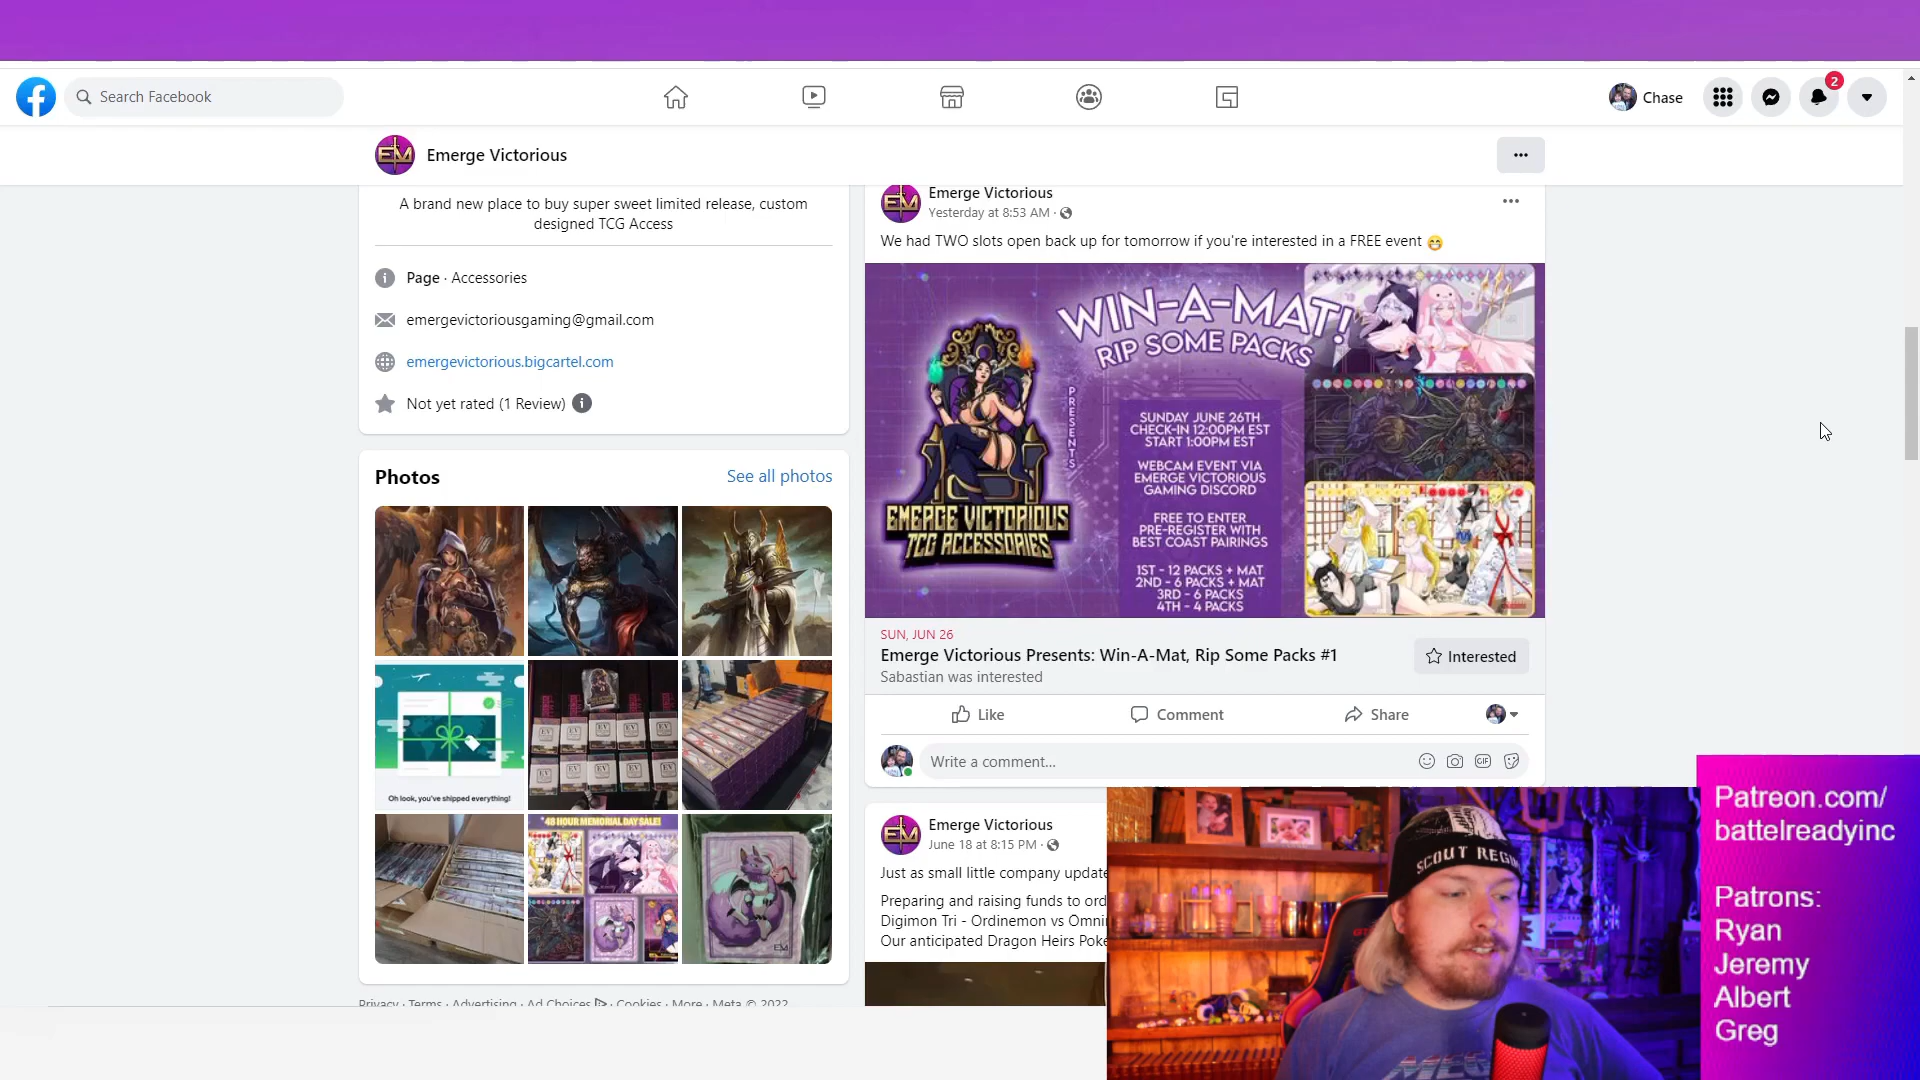 Search Facebook
Chase
2
Emerge Victorious
A brand new place to buy super sweet limited release, custom
designed TCG Access
Page · Accessories
emergevictoriousgaming@gmail.com
emergevictorious.bigcartel.com
Not yet rated (1 Review)
Photos
See all photos
Oh look, you've shipped everything!
48 HOUR MEMORIAL DAY SALE!
Privacy · Terms · Advertising · Ad Choices · Cookies · More · Meta © 2022
Emerge Victorious
Yesterday at 8:53 AM ·
We had TWO slots open back up for tomorrow if you're interested in a FREE event
WIN-A-MAT!
RIP SOME PACKS
PRESENTS
EMERGE VICTORIOUS
TCG ACCESSORIES
SUNDAY JUNE 26TH
CHECK-IN 12:00PM EST
START 1:00PM EST
WEBCAM EVENT VIA
EMERGE VICTORIOUS
GAMING DISCORD
FREE TO ENTER
PRE-REGISTER WITH
BEST COAST PAIRINGS
1ST - 12 PACKS + MAT
2ND - 6 PACKS + MAT
3RD - 6 PACKS
4TH - 4 PACKS
SUN, JUN 26
Emerge Victorious Presents: Win-A-Mat, Rip Some Packs #1
Sabastian was interested
Interested
Like
Comment
Share
Write a comment...
GIF
Emerge Victorious
June 18 at 8:15 PM ·
Just as small little company update
Preparing and raising funds to ord
Digimon Tri - Ordinemon vs Omni
Our anticipated Dragon Heirs Poke
SCOUT REGI
Patreon.com/
battelreadyinc
Patrons:
Ryan
Jeremy
Albert
Greg